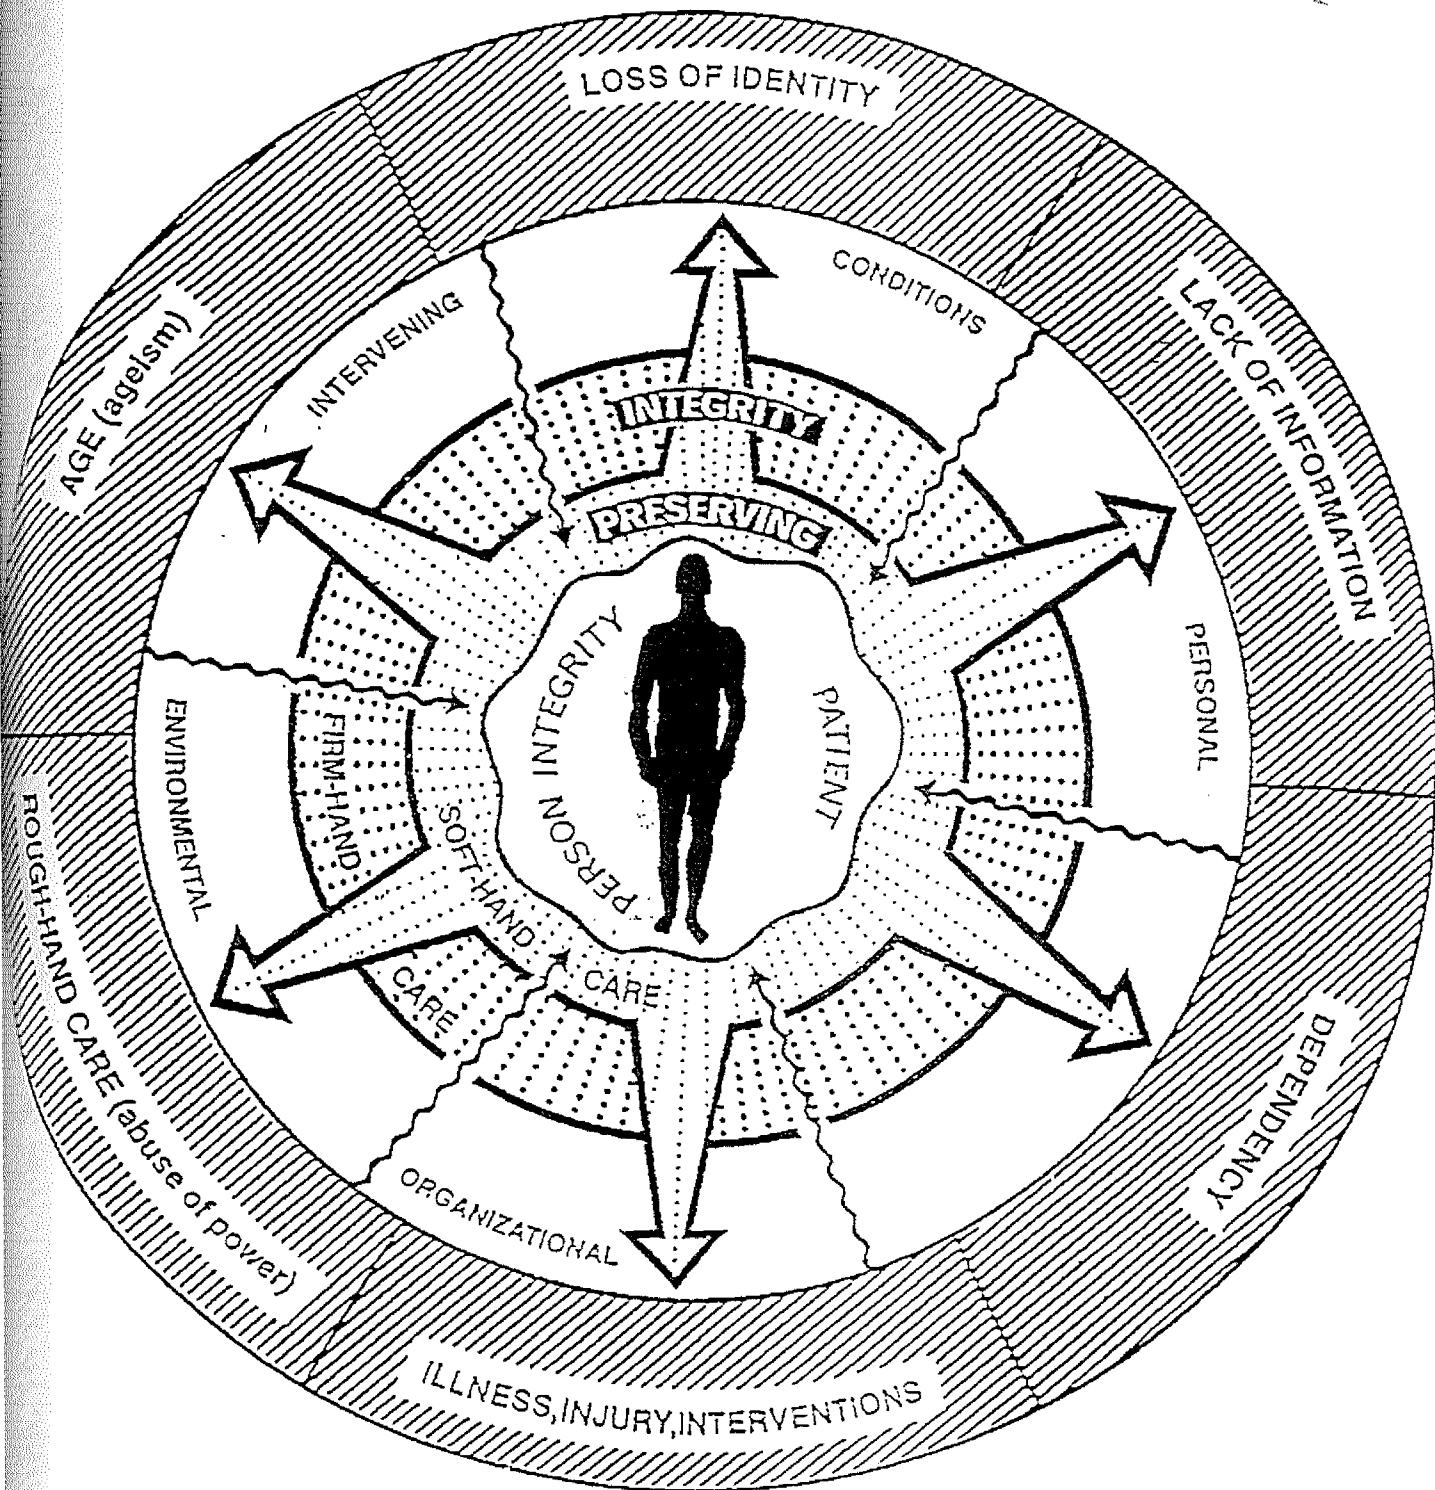 LOSS OF IDENTITY
LACK OF INFORMATION
DEPENDENCY
ILLNESS,INJURY,INTERVENTIONS
ROUGH-HAND CARE (abuse of power)
AGE (ageism)
INTERVENING
CONDITIONS
PERSONAL
ORGANIZATIONAL
ENVIRONMENTAL
INTEGRITY
PRESERVING
FIRM-HAND
CARE
SOFT-HAND
CARE
PERSON INTEGRITY
PATIENT